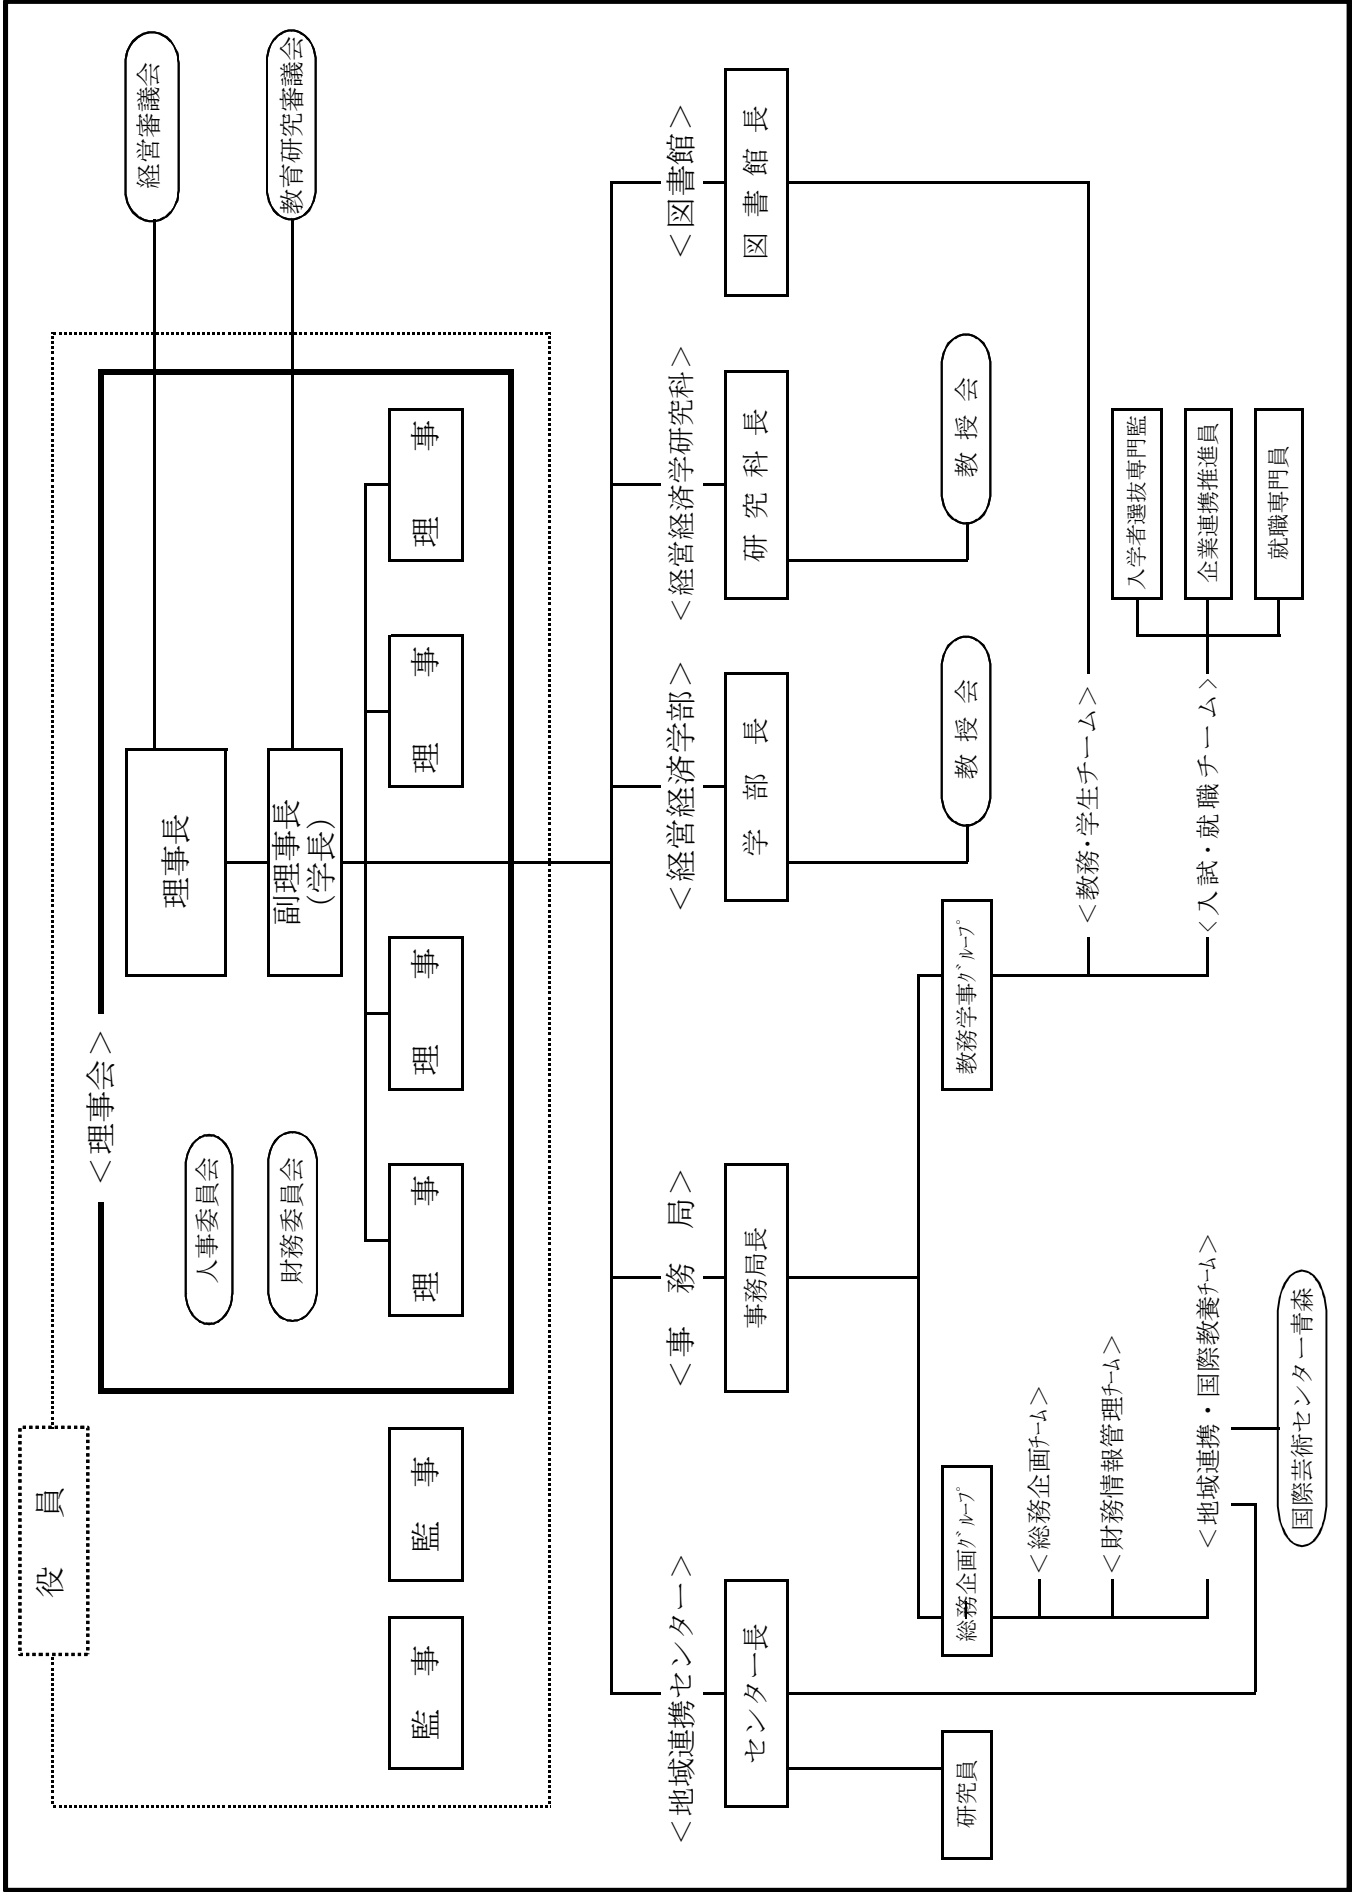 役　員
＜理事会＞
理事長
経営審議会
人事委員会
副理事長
（学長）
教育研究審議会
財務委員会
監　事
監　事
理　事
理　事
理　事
理　事
＜地域連携センター＞
＜事　務　局＞
＜経営経済学部＞
＜経営経済学研究科＞
＜図書館＞
センター長
事務局長
学　部　長
研 究 科 長
図 書 館 長
研究員
総務企画ｸﾞﾙｰﾌﾟ
教務学事ｸﾞﾙｰﾌﾟ
教 授 会
教 授 会
＜総務企画ﾁｰﾑ＞
＜教務・学生チーム＞
＜財務情報管理ﾁｰﾑ＞
入学者選抜専門監
＜地域連携・国際教養ﾁｰﾑ＞
＜入試・就職チーム＞
企業連携推進員
国際芸術センター青森
就職専門員